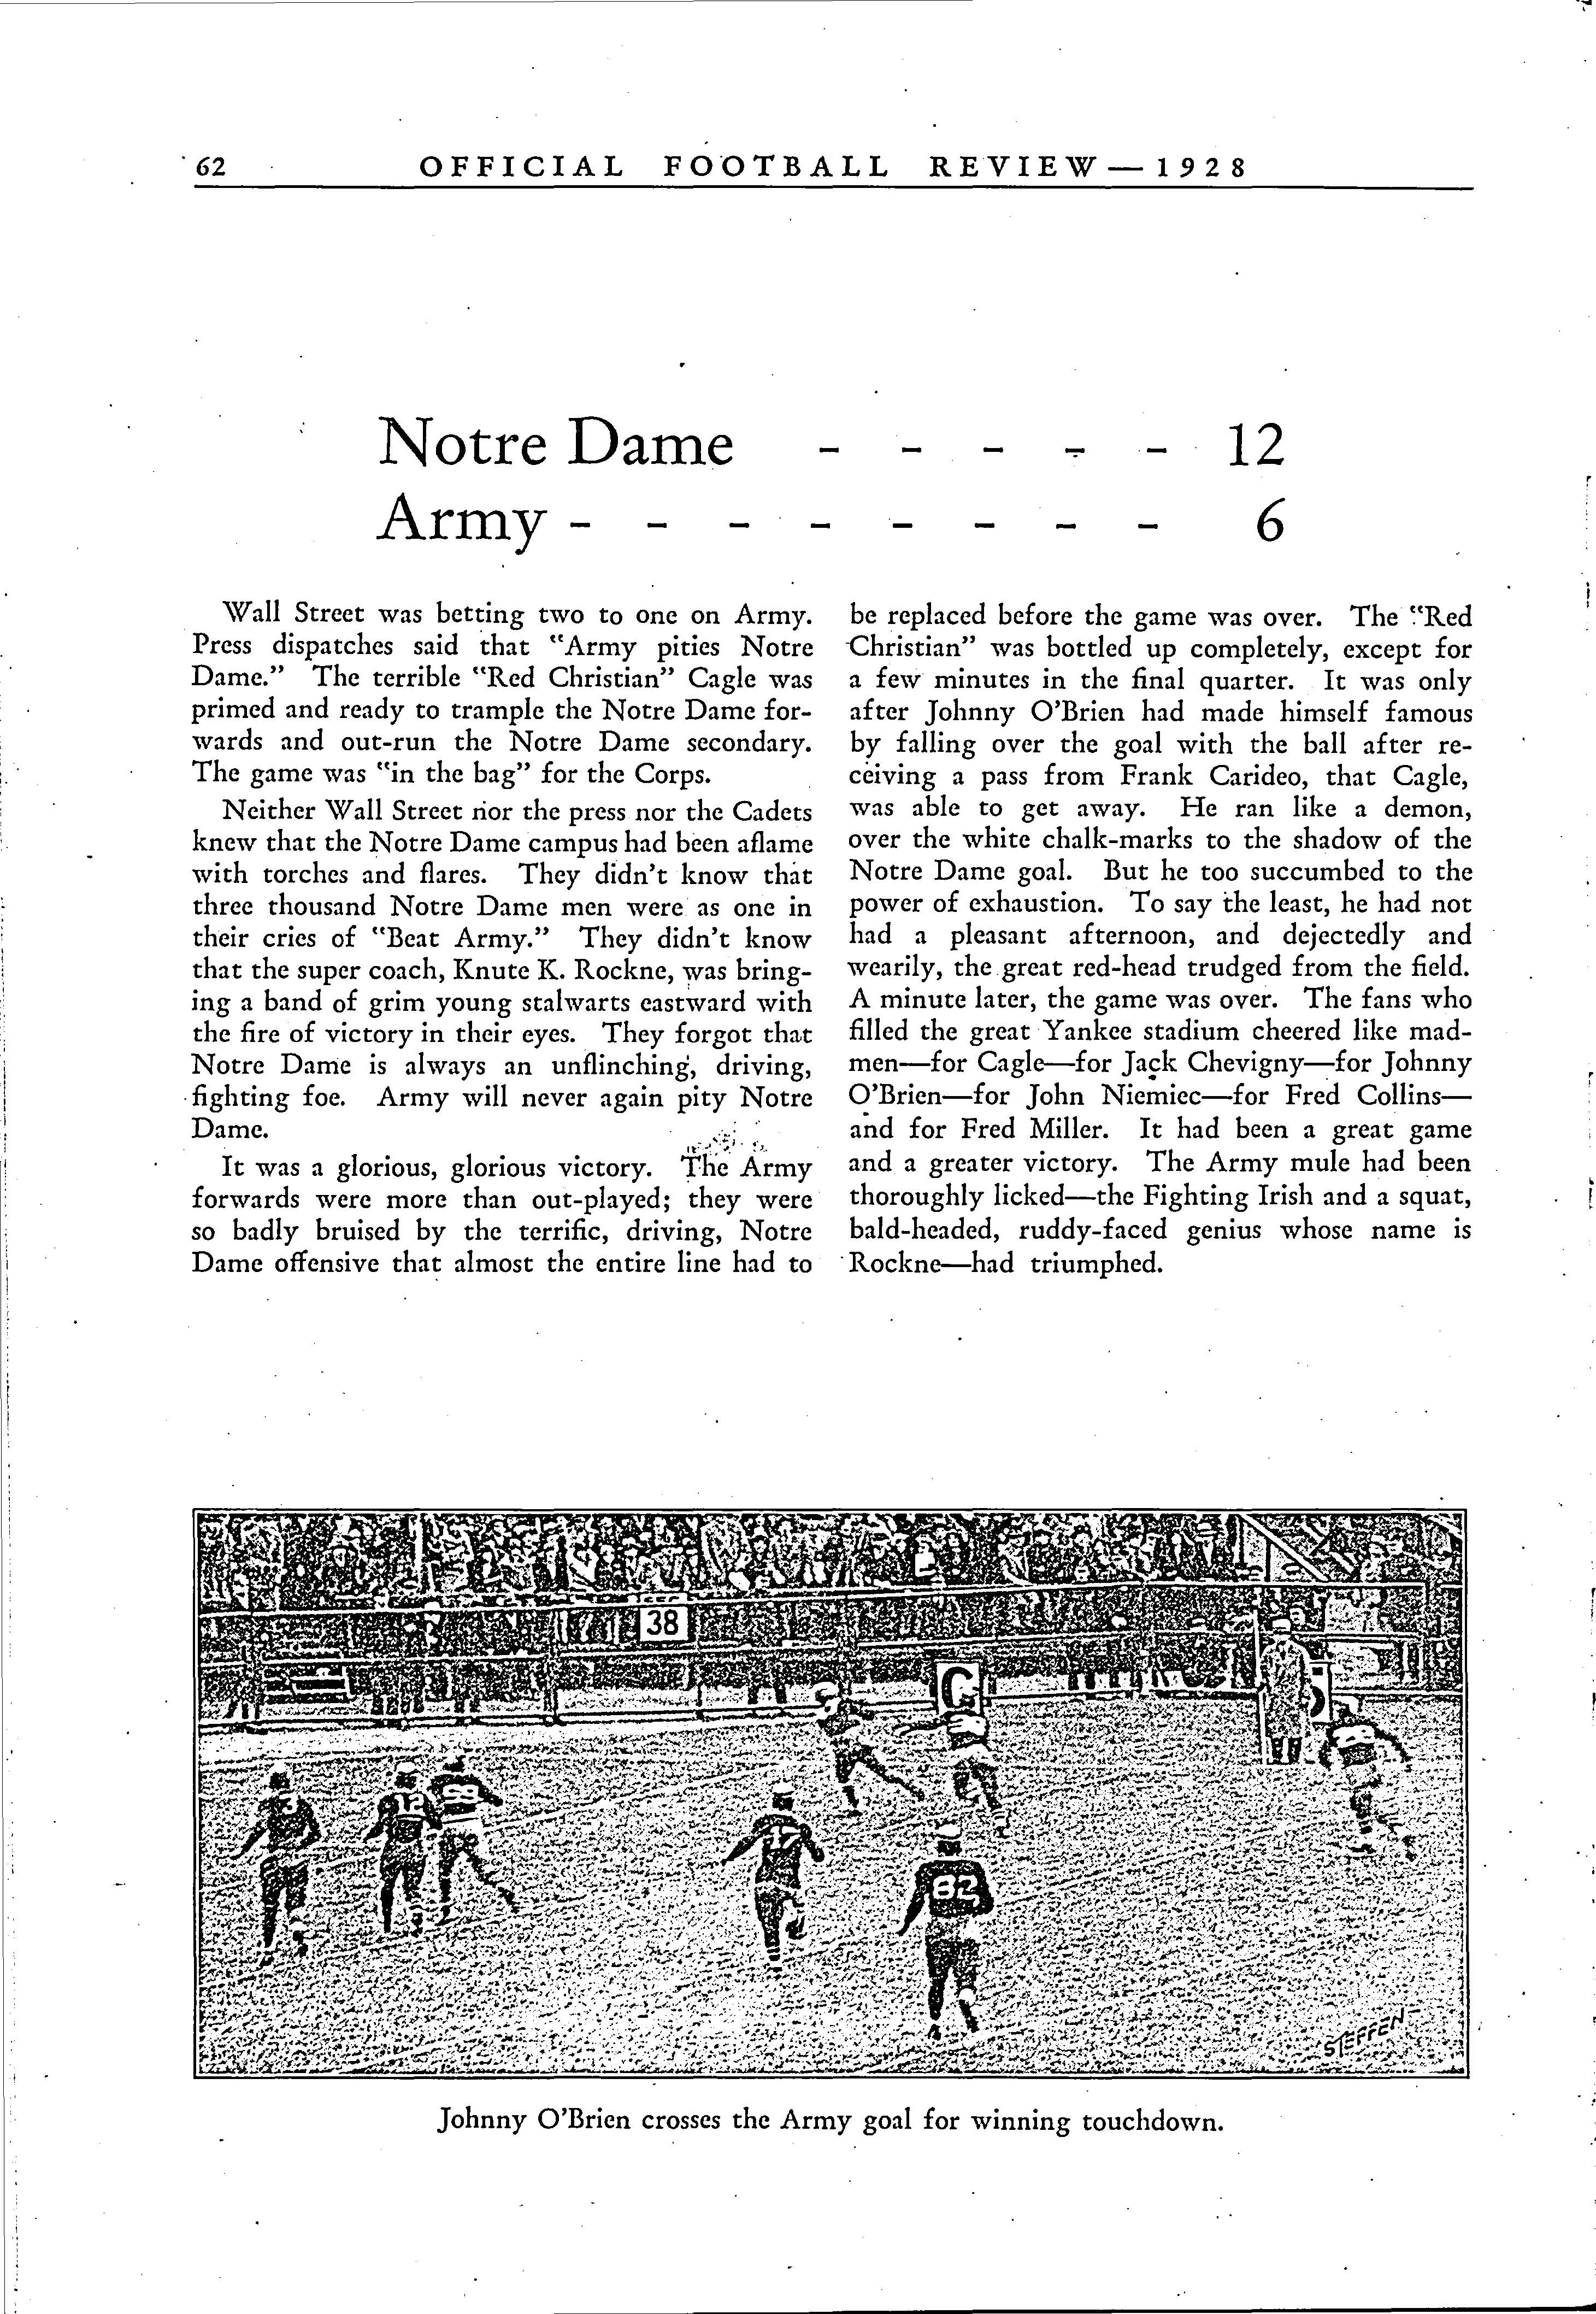 62 OFFICIAL FOOTBALL REVIEW — 1928
Notre Dame - - - - - 12
Army - - - - - - - - 6
Wall Street was betting two to one on Army.
Press dispatches said that "Army pities Notre
Dame." The terrible "Red Christian" Cagle was
primed and ready to trample the Notre Dame for-
wards and out-run the Notre Dame secondary.
The game was "in the bag" for the Corps.
Neither Wall Street nor the press nor the Cadets
knew that the Notre Dame campus had been aflame
with torches and flares. They didn't know that
three thousand Notre Dame men were as one in
their cries of "Beat Army." They didn't know
that the super coach, Knute K. Rockne, was bring-
ing a band of grim young stalwarts eastward with
the fire of victory in their eyes. They forgot that
Notre Dame is always an unflinching, driving,
fighting foe. Army will never again pity Notre
Dame.
It was a glorious, glorious victory. The Army
forwards were more than out-played; they were
so badly bruised by the terrific, driving, Notre
Dame offensive that almost the entire line had to
be replaced before the game was over. The "Red
Christian" was bottled up completely, except for
a few minutes in the final quarter. It was only
after Johnny O'Brien had made himself famous
by falling over the goal with the ball after re-
ceiving a pass from Frank Carideo, that Cagle,
was able to get away. He ran like a demon,
over the white chalk-marks to the shadow of the
Notre Dame goal. But he too succumbed to the
power of exhaustion. To say the least, he had not
had a pleasant afternoon, and dejectedly and
wearily, the great red-head trudged from the field.
A minute later, the game was over. The fans who
filled the great Yankee stadium cheered like mad-
men—for Cagle—for Jack Chevigny—for Johnny
O'Brien—for John Niemiec—for Fred Collins—
and for Fred Miller. It had been a great game
and a greater victory. The Army mule had been
thoroughly licked—the Fighting Irish and a squat,
bald-headed, ruddy-faced genius whose name is
Rockne—had triumphed.
38
G
3
12
17
82
STEFFEN
Johnny O'Brien crosses the Army goal for winning touchdown.